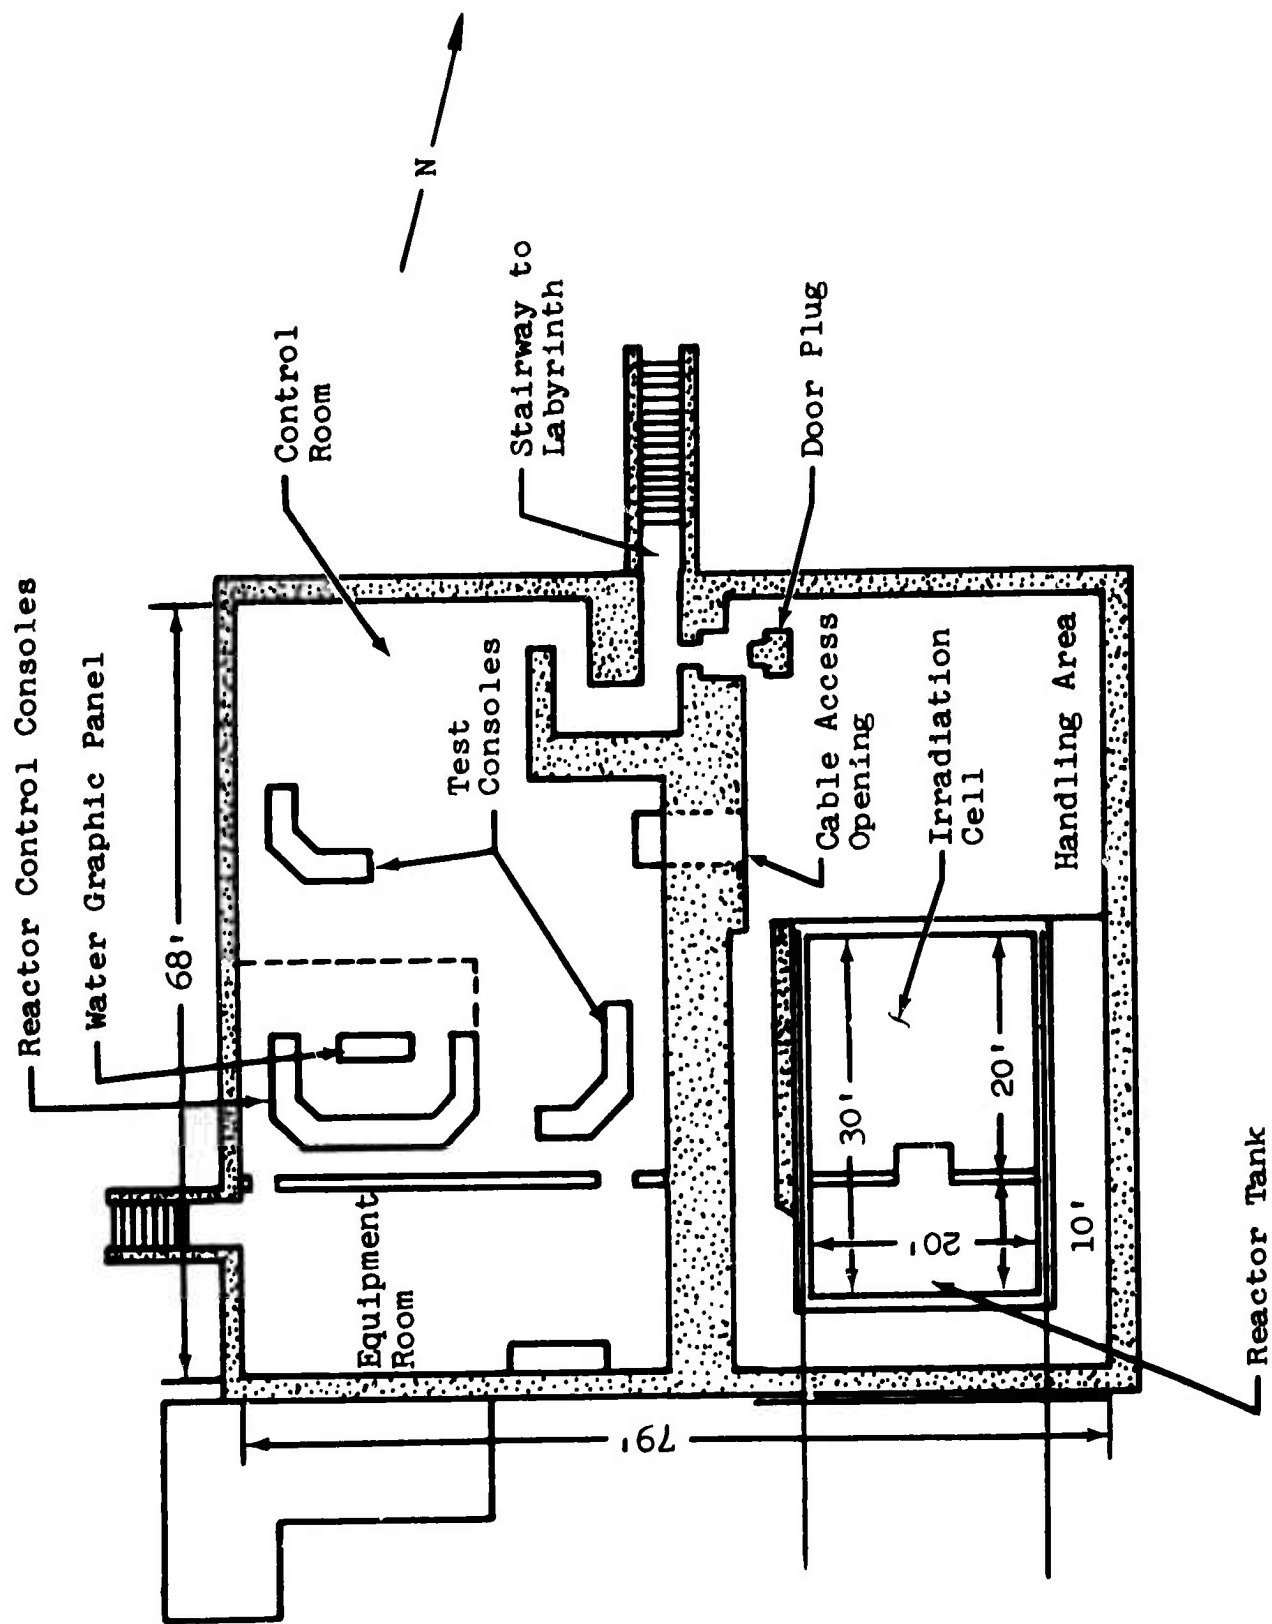 Reactor Control Consoles
Water Graphic Panel
68'
N
Control
Room
Stairway to
Labyrinth
Door Plug
Test
Consoles
Cable Access
Opening
Irradiation
Cell
Handling Area
Equipment
Room
30'
20'
20'
10'
79'
Reactor Tank